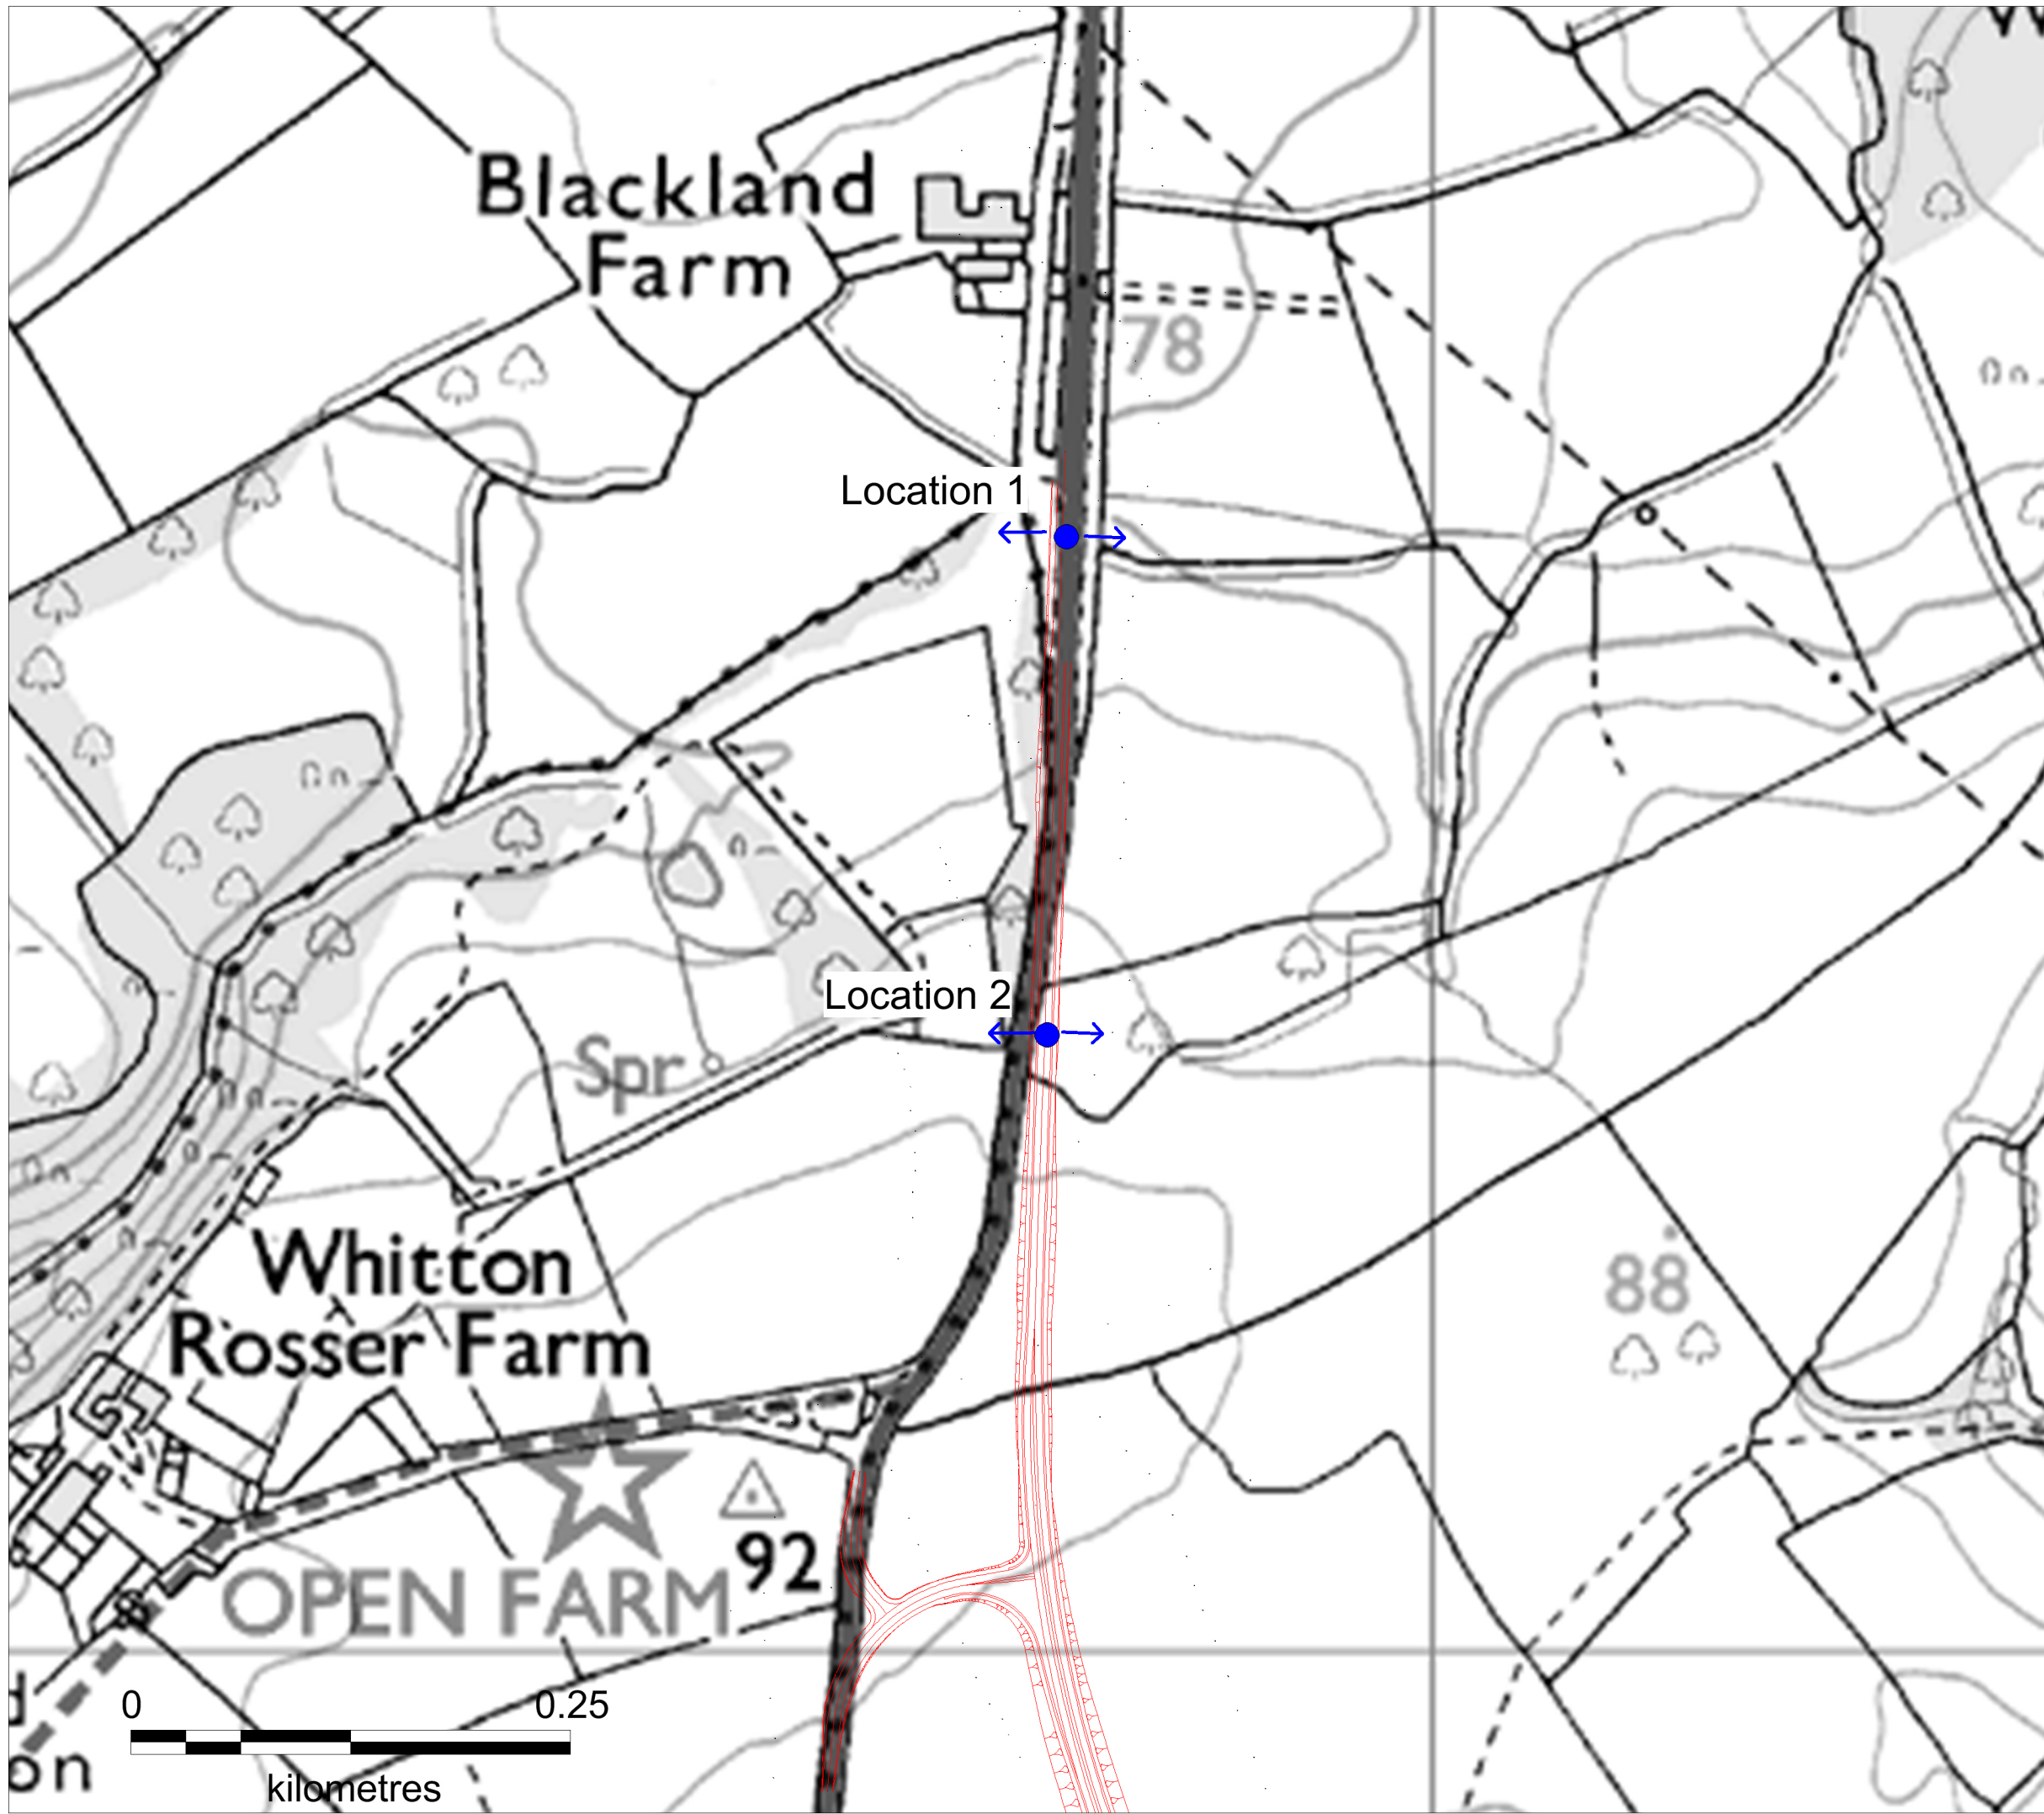 Blackland
Farm
78
Location 1
Location 2
Spr
Whitton
Rosser Farm
88
OPEN FARM
92
0 0.25
kilometres
on